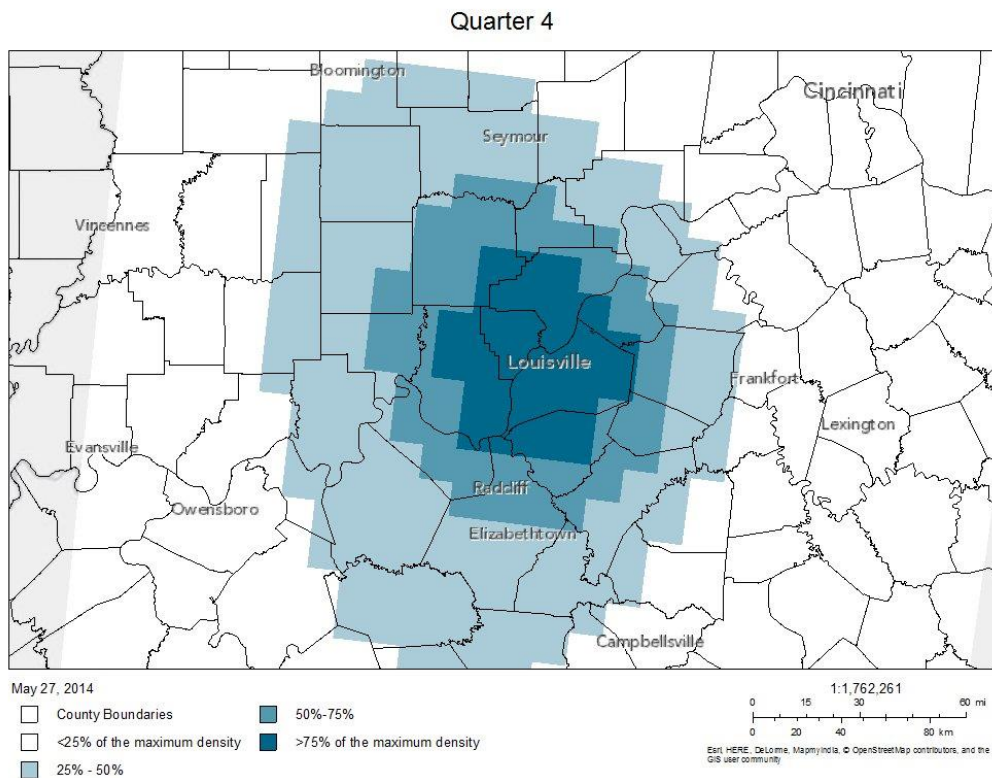 Quarter 4
Bloomington
Cincinnati
Seymour
Vincennes
Louisville
Frankfort
Lexington
Evansville
Radcliff
Owensboro
Elizabethtown
Campbellsville
May 27, 2014
1:1,762,261
County Boundaries
50%-75%
0 15 30 60 mi
<25% of the maximum density
>75% of the maximum density
0 20 40 80 km
25% - 50%
Esri, HERE, DeLorme, MapmyIndia, © OpenStreetMap contributors, and the
GIS user community